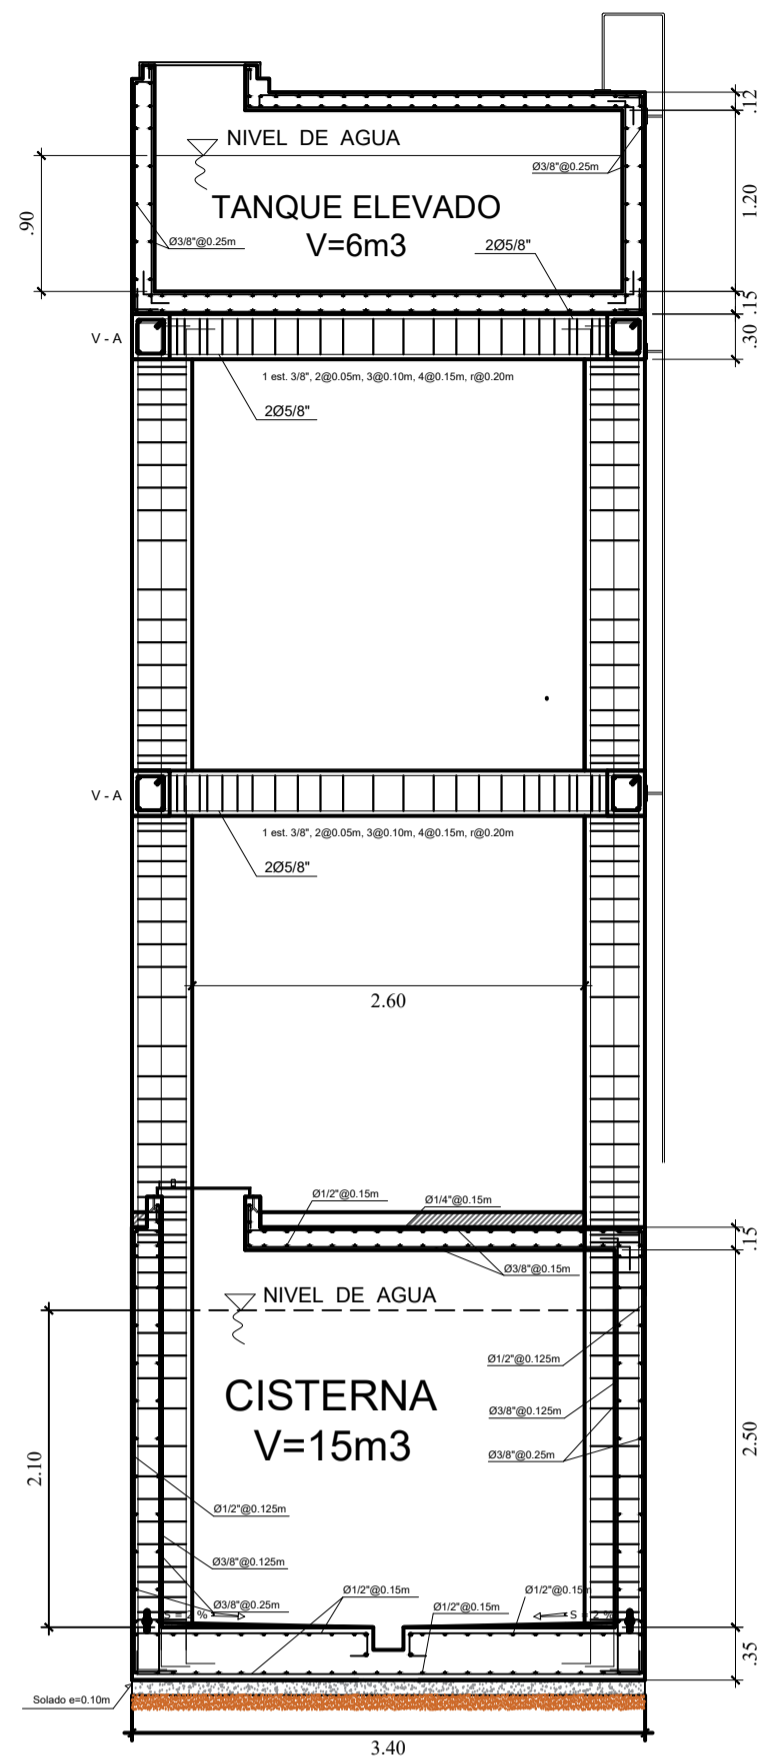 .12
NIVEL DE AGUA
Ø3/8"@0.25m
1.20
TANQUE ELEVADO
V=6m3
.90
Ø3/8"@0.25m
2Ø5/8"
.15
V - A
.30
1 est. 3/8", 2@0.05m, 3@0.10m, 4@0.15m, r@0.20m
2Ø5/8"
V - A
1 est. 3/8", 2@0.05m, 3@0.10m, 4@0.15m, r@0.20m
2Ø5/8"
2.60
Ø1/2"@0.15m
Ø1/4"@0.15m
.15
Ø3/8"@0.15m
NIVEL DE AGUA
Ø1/2"@0.125m
CISTERNA
V=15m3
Ø3/8"@0.125m
2.50
Ø3/8"@0.25m
2.10
Ø1/2"@0.125m
Ø3/8"@0.125m
Ø1/2"@0.15m
Ø1/2"@0.15m
Ø3/8"@0.25m
Ø1/2"@0.15m
S = 2 %
S = 2 %
.35
Solado e=0.10m
3.40